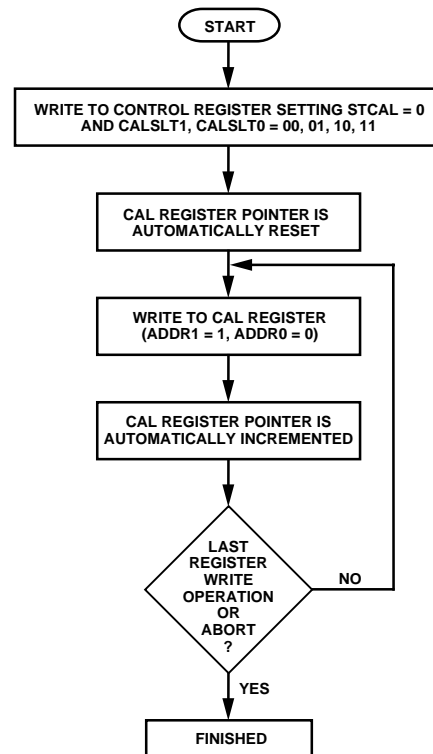 START
WRITE TO CONTROL REGISTER SETTING STCAL = 0
AND CALSLT1, CALSLT0 = 00, 01, 10, 11
CAL REGISTER POINTER IS
AUTOMATICALLY RESET
WRITE TO CAL REGISTER
(ADDR1 = 1, ADDR0 = 0)
CAL REGISTER POINTER IS
AUTOMATICALLY INCREMENTED
LAST
REGISTER
WRITE
OPERATION
OR
ABORT
?
NO
YES
FINISHED